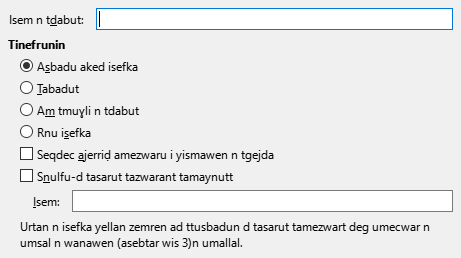 Isem n tdabut:
Tinefrunin
Asbadu aked isefka
Tabadut
Am tmuɣli n tdabut
Rnu isefka
Seqdec ajerriḍ amezwaru i yismawen n tgejda
Snulfu-d tasarut tazwarant tamaynutt
Isem:
Urtan n isefka yellan zemren ad ttusbadun d tasarut tamezwart deg umecwar n
umsal n wanawen (asebtar wis 3)n umallal.